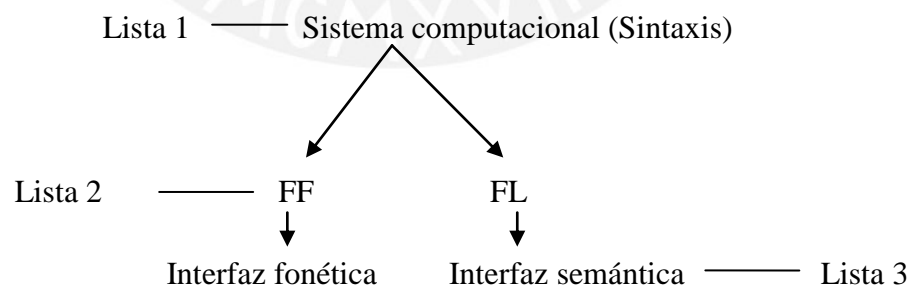 Lista 1 Sistema computacional (Sintaxis)
Lista 2 FF FL
Interfaz fonética Interfaz semántica Lista 3